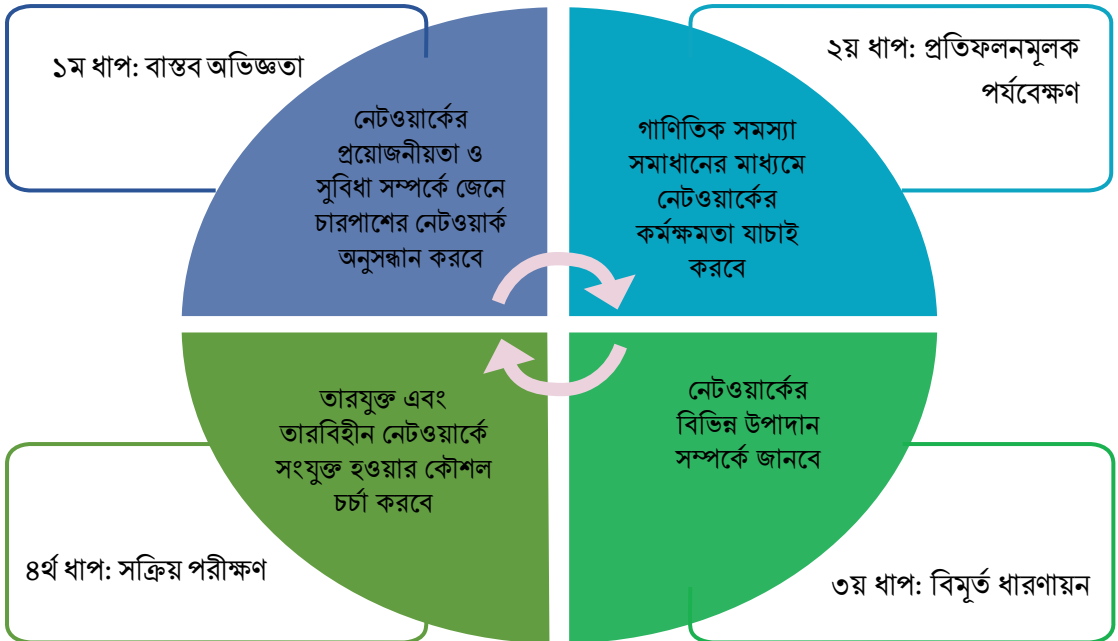 ১ম ধাপ: বাস্তব অভিজ্ঞতা
নেটওয়ার্কের
প্রয়োজনীয়তা ও
সুবিধা সম্পর্কে জেনে
চারপাশের নেটওয়ার্ক
অনুসন্ধান করবে
২য় ধাপ: প্রতিফলনমূলক
পর্যবেক্ষণ
গাণিতিক সমস্যা
সমাধানের মাধ্যমে
নেটওয়ার্কের
কর্মক্ষমতা যাচাই
করবে
নেটওয়ার্কের
বিভিন্ন উপাদান
সম্পর্কে জানবে
৩য় ধাপ: বিমূর্ত ধারণায়ন
তারযুক্ত এবং
তারবিহীন নেটওয়ার্কে
সংযুক্ত হওয়ার কৌশল
চর্চা করবে
৪র্থ ধাপ: সক্রিয় পরীক্ষণ